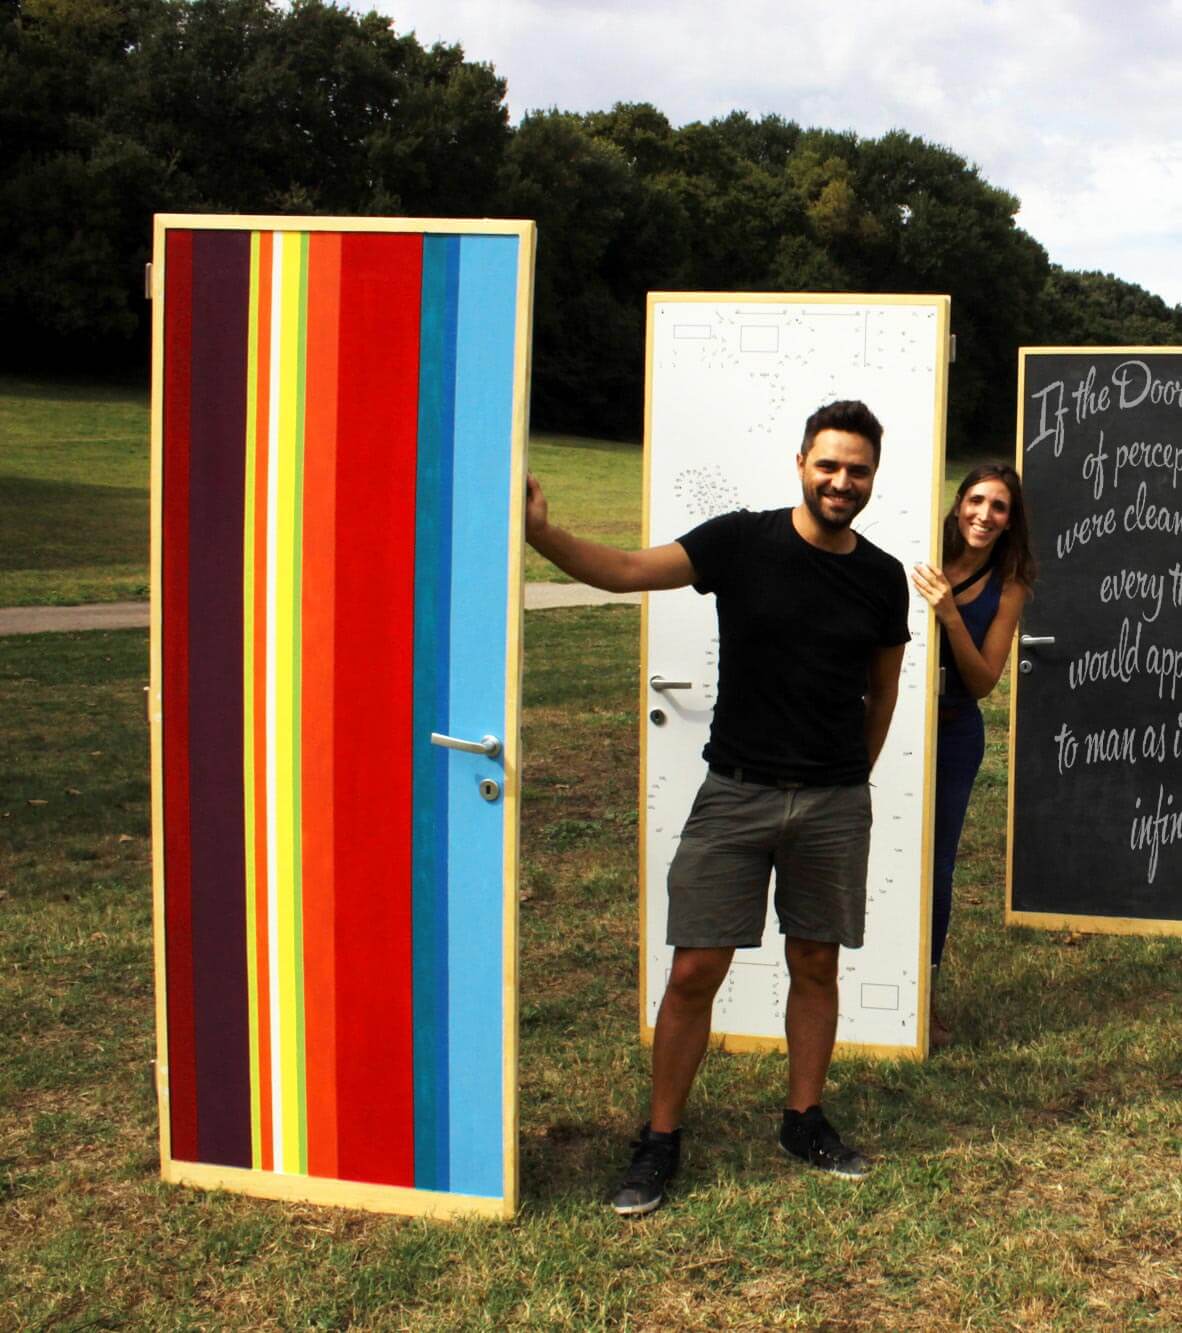 If the Door
of percep
were clean
every t
would app
to man as i
infin